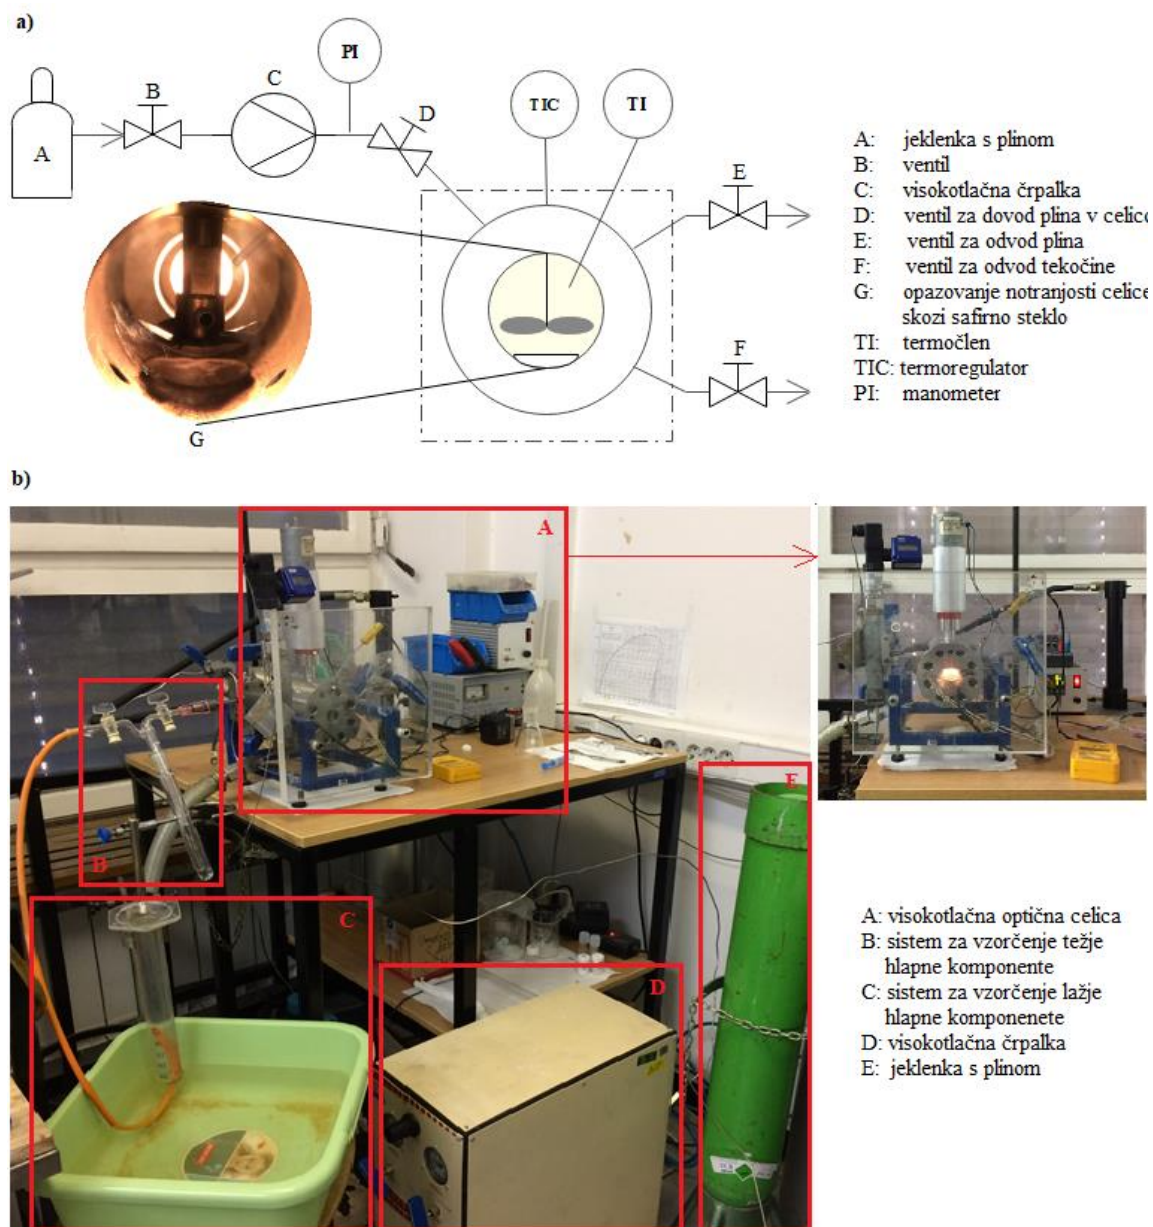 a)
PI
C
B
D
A
TIC
TI
E
F
G
A: jeklenka s plinom
B: ventil
C: visokotlačna črpalka
D: ventil za dovod plina v celico
E: ventil za odvod plina
F: ventil za odvod tekočine
G: opazovanje notranjosti celice
skozi safirno steklo
TI: termočlen
TIC: termoregulator
PI: manometer
b)
A
B
C
D
E
A: visokotlačna optična celica
B: sistem za vzorčenje težje
hlapne komponente
C: sistem za vzorčenje lažje
hlapne komponenete
D: visokotlačna črpalka
E: jeklenka s plinom